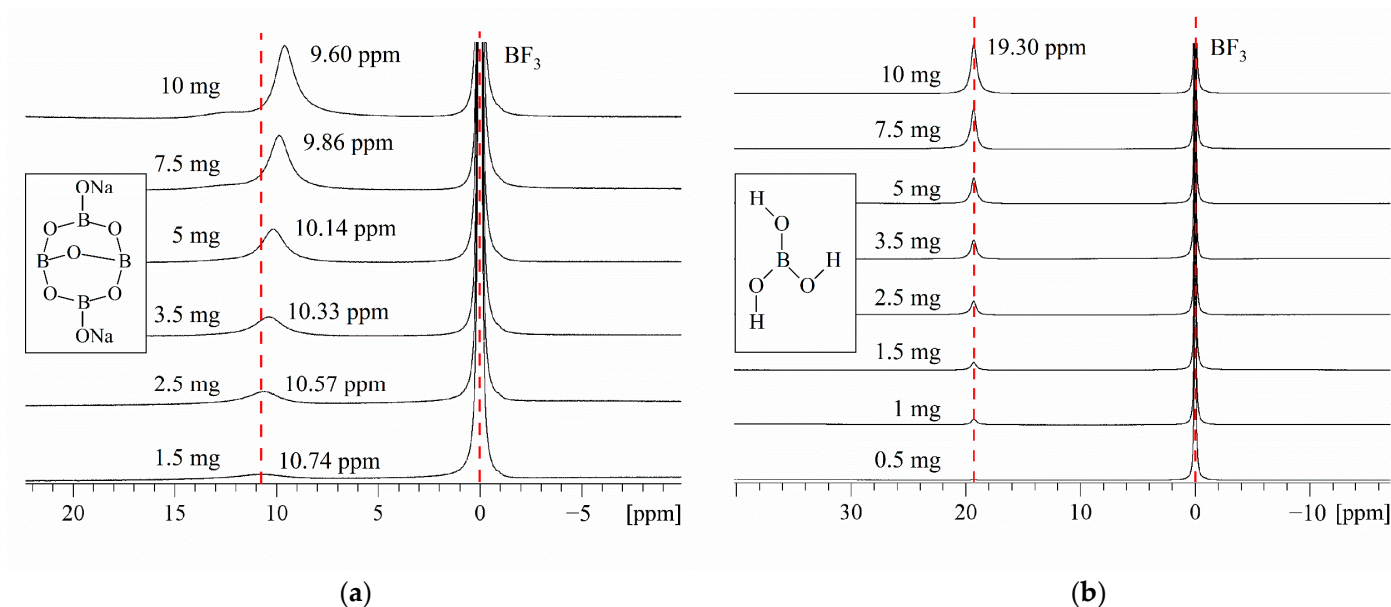 9.60 ppm
BF3
10 mg
9.86 ppm
7.5 mg
ONa
B
O O
5 mg
10.14 ppm
B O B
O O
B
ONa
3.5 mg
10.33 ppm
2.5 mg
10.57 ppm
1.5 mg
10.74 ppm
20 15 10 5 0 −5 [ppm]
(a)
19.30 ppm
BF3
10 mg
7.5 mg
5 mg
H
O
B H
O O
H
3.5 mg
2.5 mg
1.5 mg
1 mg
0.5 mg
30 20 10 0 −10 [ppm]
(b)